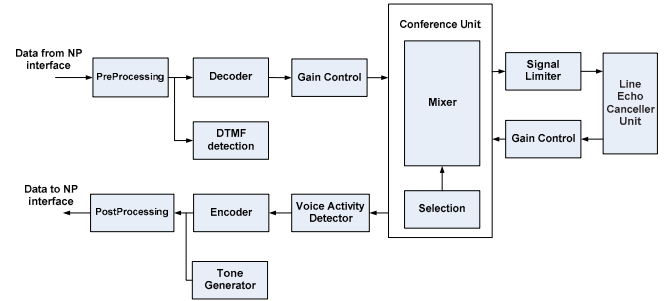 Conference Unit
Data from NP
interface
PreProcessing
Decoder
Gain Control
Mixer
Signal
Limiter
Line
Echo
Canceller
Unit
DTMF
detection
Gain Control
Data to NP
interface
PostProcessing
Encoder
Voice Activity
Detector
Selection
Tone
Generator